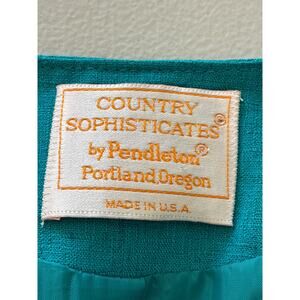 COUNTRY
SOPHISTICATES®
by Pendleton®
Portland, Oregon
MADE IN U.S.A.